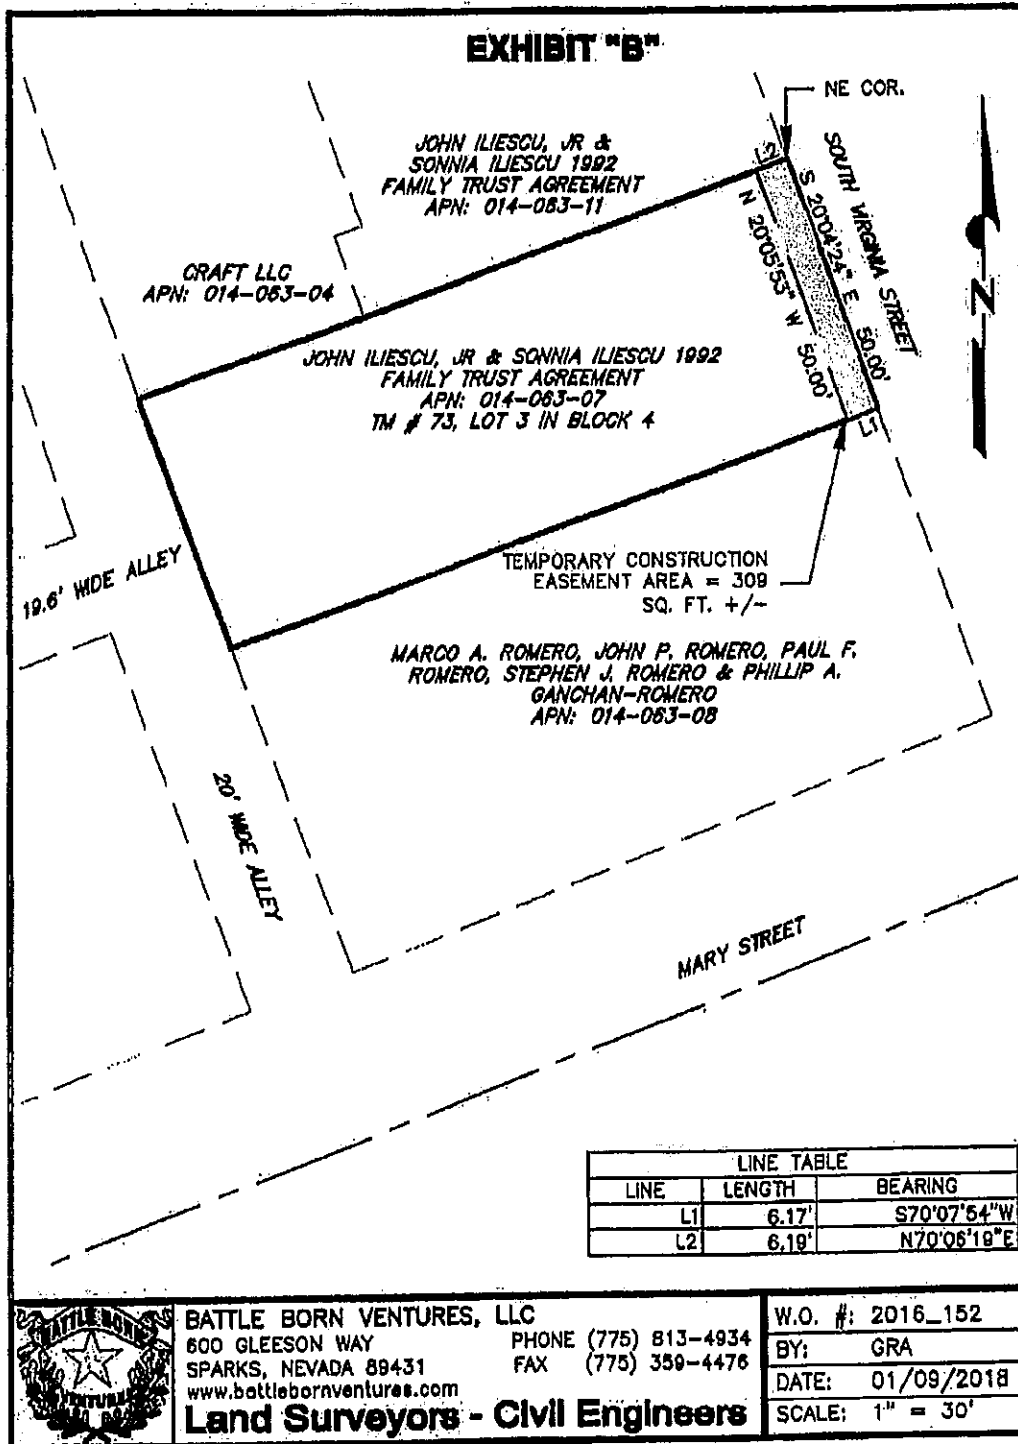 EXHIBIT "B"
NE COR.
JOHN ILIESCU, JR &
SONNIA ILIESCU 1992
FAMILY TRUST AGREEMENT
APN: 014-063-11
SOUTH VIRGINIA STREET
L2
S 20°04'24" E 50.00'
N 20°05'53" W 50.00'
CRAFT LLC
APN: 014-063-04
N
JOHN ILIESCU, JR & SONNIA ILIESCU 1992
FAMILY TRUST AGREEMENT
APN: 014-063-07
TM # 73, LOT 3 IN BLOCK 4
L1
19.6' WIDE ALLEY
TEMPORARY CONSTRUCTION
EASEMENT AREA = 309
SQ. FT. +/-
MARCO A. ROMERO, JOHN P. ROMERO, PAUL F.
ROMERO, STEPHEN J. ROMERO & PHILLIP A.
GANCHAN-ROMERO
APN: 014-063-08
20' WIDE ALLEY
MARY STREET
LINE TABLE
LINE LENGTH BEARING
L1 6.17' S70°07'54"W
L2 6.19' N70°06'19"E
BATTLE BORN
VENTURES
BATTLE BORN VENTURES, LLC
600 GLEESON WAY PHONE (775) 813-4934
SPARKS, NEVADA 89431 FAX (775) 359-4476
www.battlebornventures.com
Land Surveyors - Civil Engineers
W.O. #: 2016_152
BY: GRA
DATE: 01/09/2018
SCALE: 1" = 30'